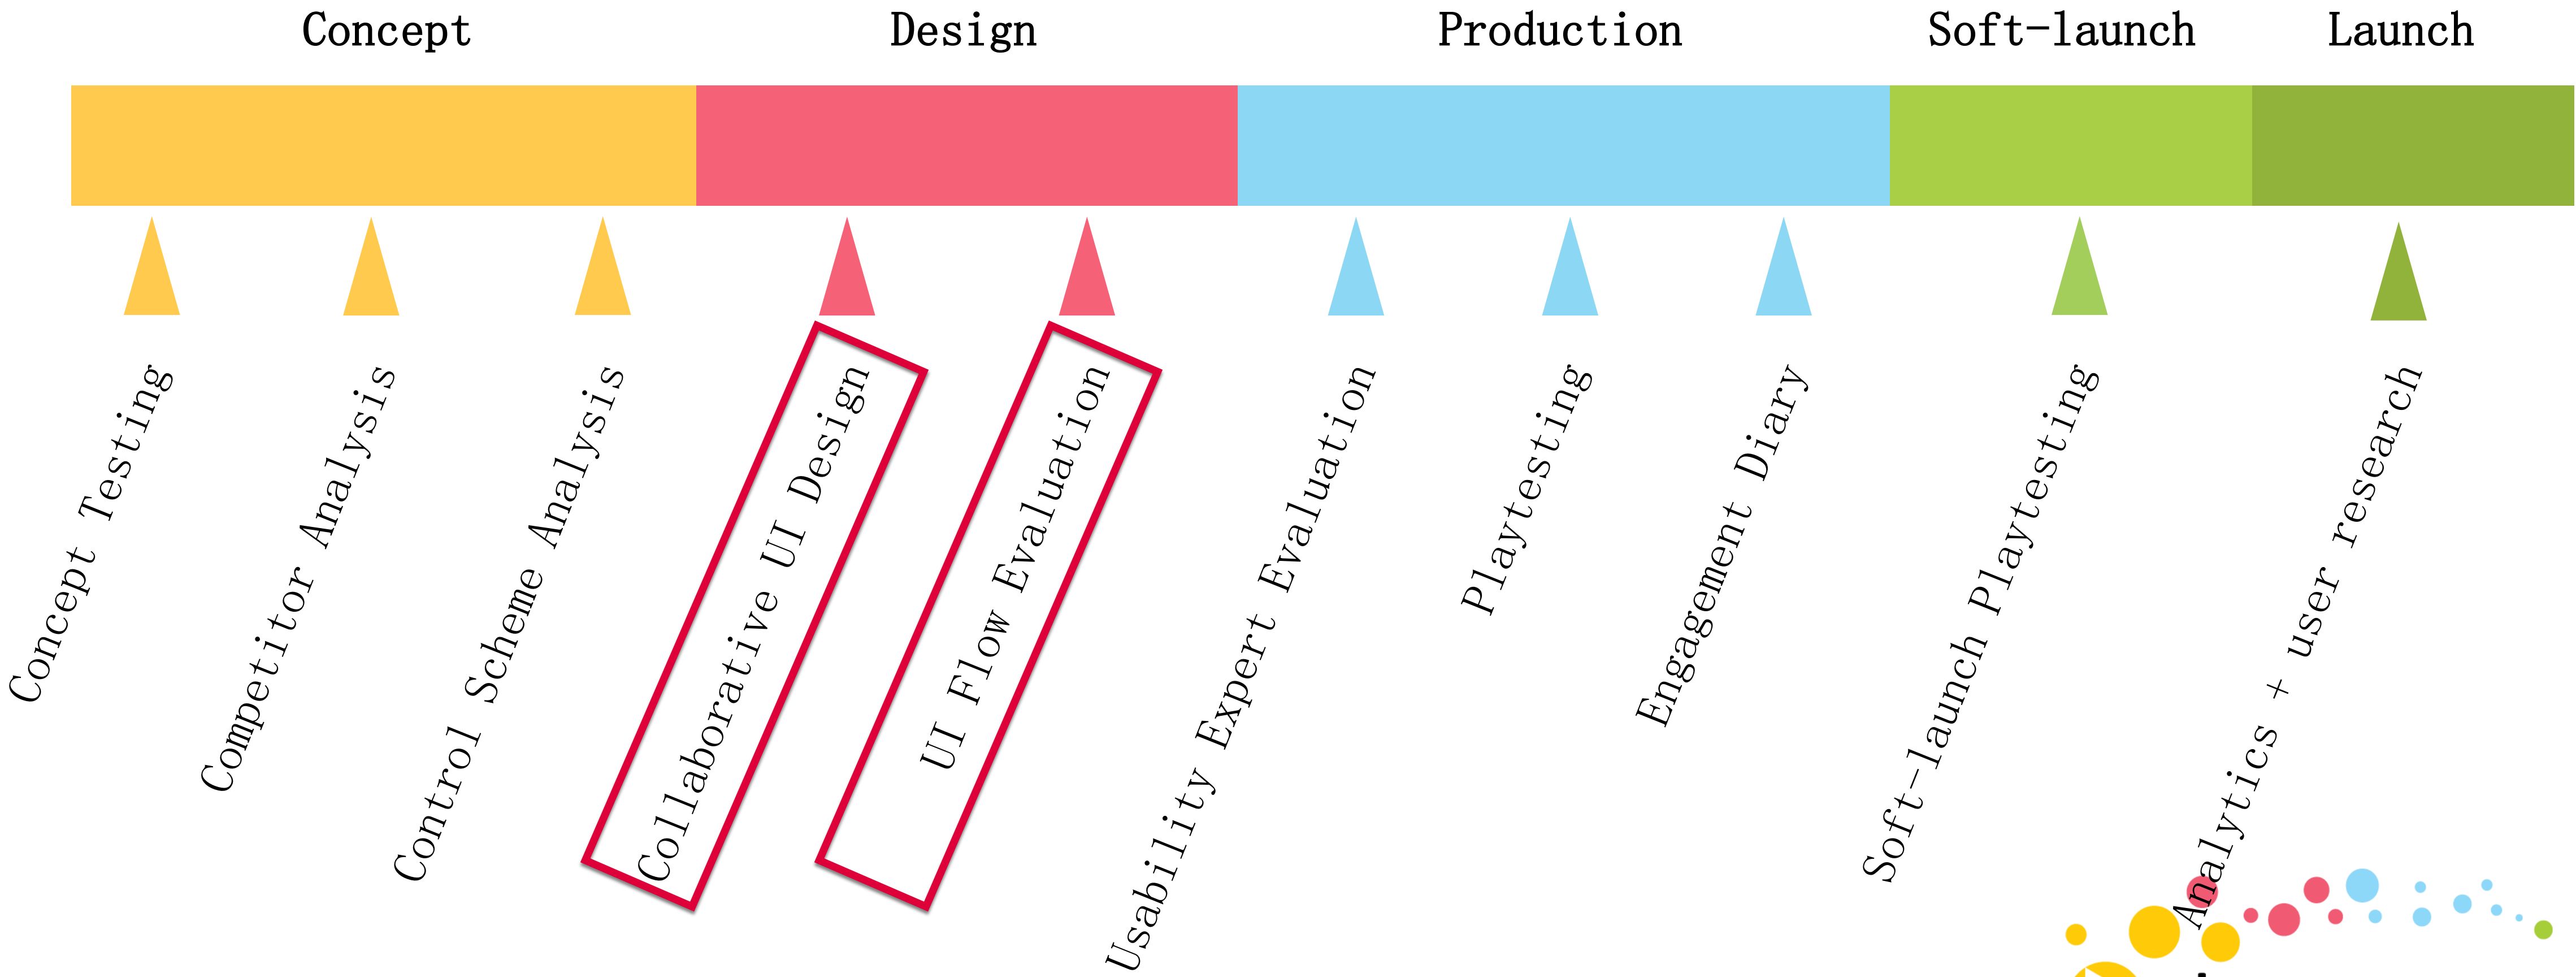 Concept
Design
Production
Soft-launch
Launch
Concept Testing
Competitor Analysis
Control Scheme Analysis
Collaborative UI Design
UI Flow Evaluation
Usability Expert Evaluation
Playtesting
Engagement Diary
Soft-launch Playtesting
Analytics + user research